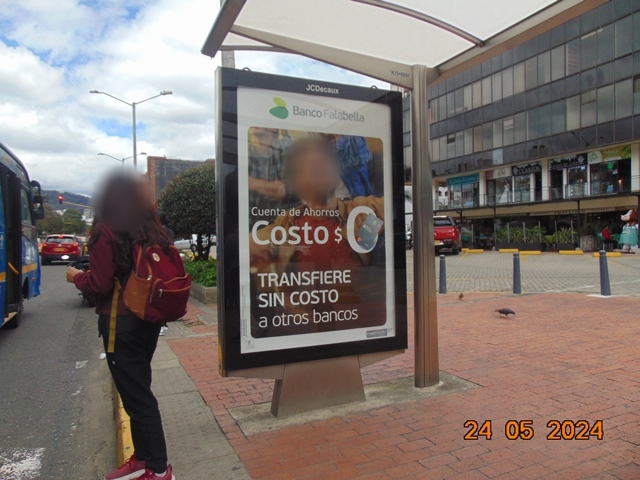 JCDecaux
Banco Falabella
Cuenta de Ahorros
Costo $0
TRANSFIERE
SIN COSTO
a otros bancos
24 05 2024